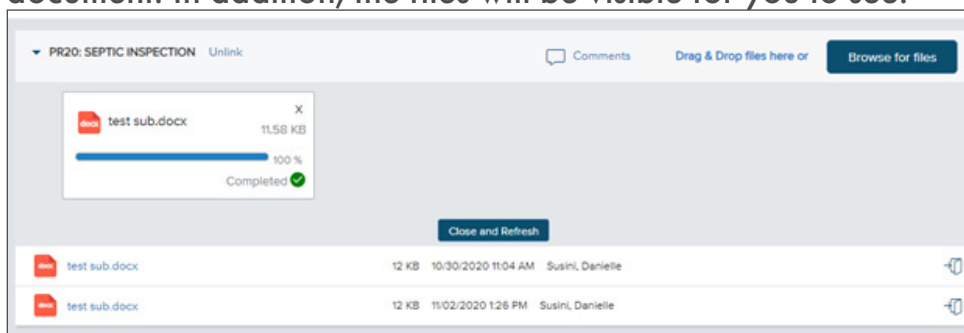 document. In addition, the files will be visible for you to see.
PR20: SEPTIC INSPECTION Unlink Comments Drag & Drop files here or Browse for files
docx test sub.docx X
11.58 KB
100 %
Completed
Close and Refresh
docx test sub.docx 12 KB 10/30/2020 11:04 AM Susini, Danielle
docx test sub.docx 12 KB 11/02/2020 1:26 PM Susini, Danielle